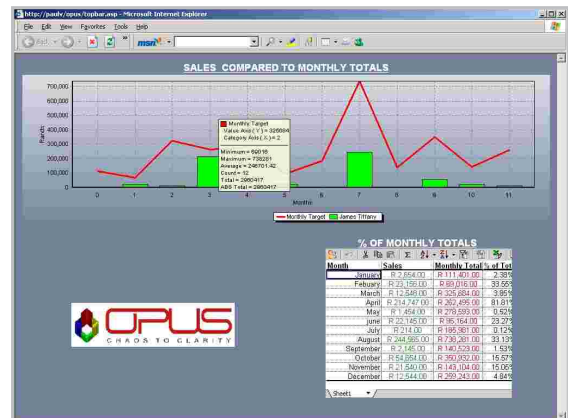 http://paulv/opus/topbar.asp - Microsoft Internet Explorer
File Edit View Favorites Tools Help
Back
msn
SALES COMPARED TO MONTHLY TOTALS
700,000
600,000
500,000
400,000
300,000
200,000
100,000
0
Rands
0 1 2 3 4 5 6 7 8 9 10 11
Months
Monthly Target
Value Axis ( Y ) = 325084
Category Axis ( X ) = 2
Minimum = 69016
Maximum = 738281
Average = 246701.42
Count = 12
Total = 2960417
ABS Total = 2960417
Monthly Target James Tiffany
% OF MONTHLY TOTALS
Month Sales Monthly Total % of Tot
January R 2,654.00 R 111,401.00 2.38%
Febuary R 23,155.00 R 69,016.00 33.55%
March R 12,548.00 3.85%
April R 214,747.00 R 262,495.00 81.81%
May R 1,454.00 R 278,593.00 0.52%
june R 22,145.00 R 95,164.00 23.27%
July R 214.00 R 185,981.00 0.12%
August R 244,565.00 R 738,281.00 33.13%
September R 2,145.00 R 140,523.00 1.53%
October R 54,654.00 R 350,932.00 15.57%
November R 21,540.00 R 143,104.00 15.05%
December R 12,544.00 R 259,243.00 4.84%
Sheet1
OPUS
CHAOS TO CLARITY